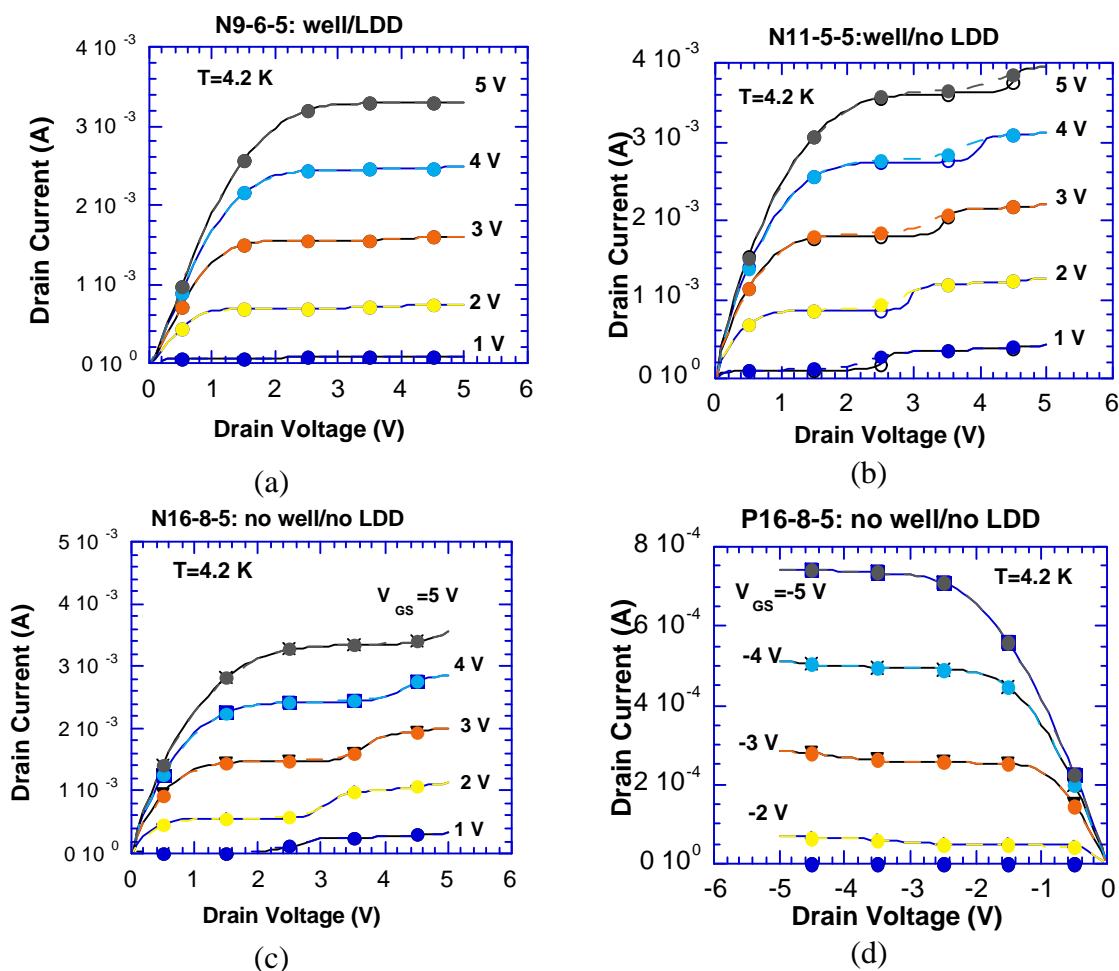 N9-6-5: well/LDD
4 10 -3
3 10 -3
2 10 -3
1 10 -3
0 10 0
T=4.2 K
5 V
4 V
3 V
2 V
1 V
0 1 2 3 4 5 6
Drain Current (A)
Drain Voltage (V)
(a)
N11-5-5:well/no LDD
4 10 -3
3 10 -3
2 10 -3
1 10 -3
0 10 0
T=4.2 K
5 V
4 V
3 V
2 V
1 V
0 1 2 3 4 5 6
Drain Current (A)
Drain Voltage (V)
(b)
N16-8-5: no well/no LDD
5 10 -3
4 10 -3
3 10 -3
2 10 -3
1 10 -3
0 10 0
T=4.2 K
V GS =5 V
4 V
3 V
2 V
1 V
0 1 2 3 4 5 6
Drain Current (A)
Drain Voltage (V)
(c)
P16-8-5: no well/no LDD
8 10 -4
6 10 -4
4 10 -4
2 10 -4
0 10 0
T=4.2 K
V GS =-5 V
-4 V
-3 V
-2 V
-6 -5 -4 -3 -2 -1 0
Drain Current (A)
Drain Voltage (V)
(d)